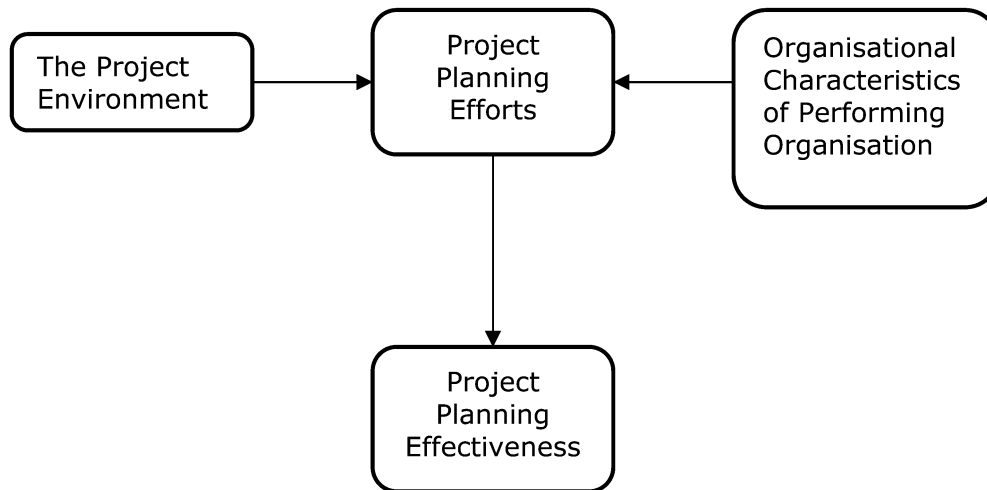 The Project
Environment
Project
Planning
Efforts
Organisational
Characteristics
of Performing
Organisation
Project
Planning
Effectiveness